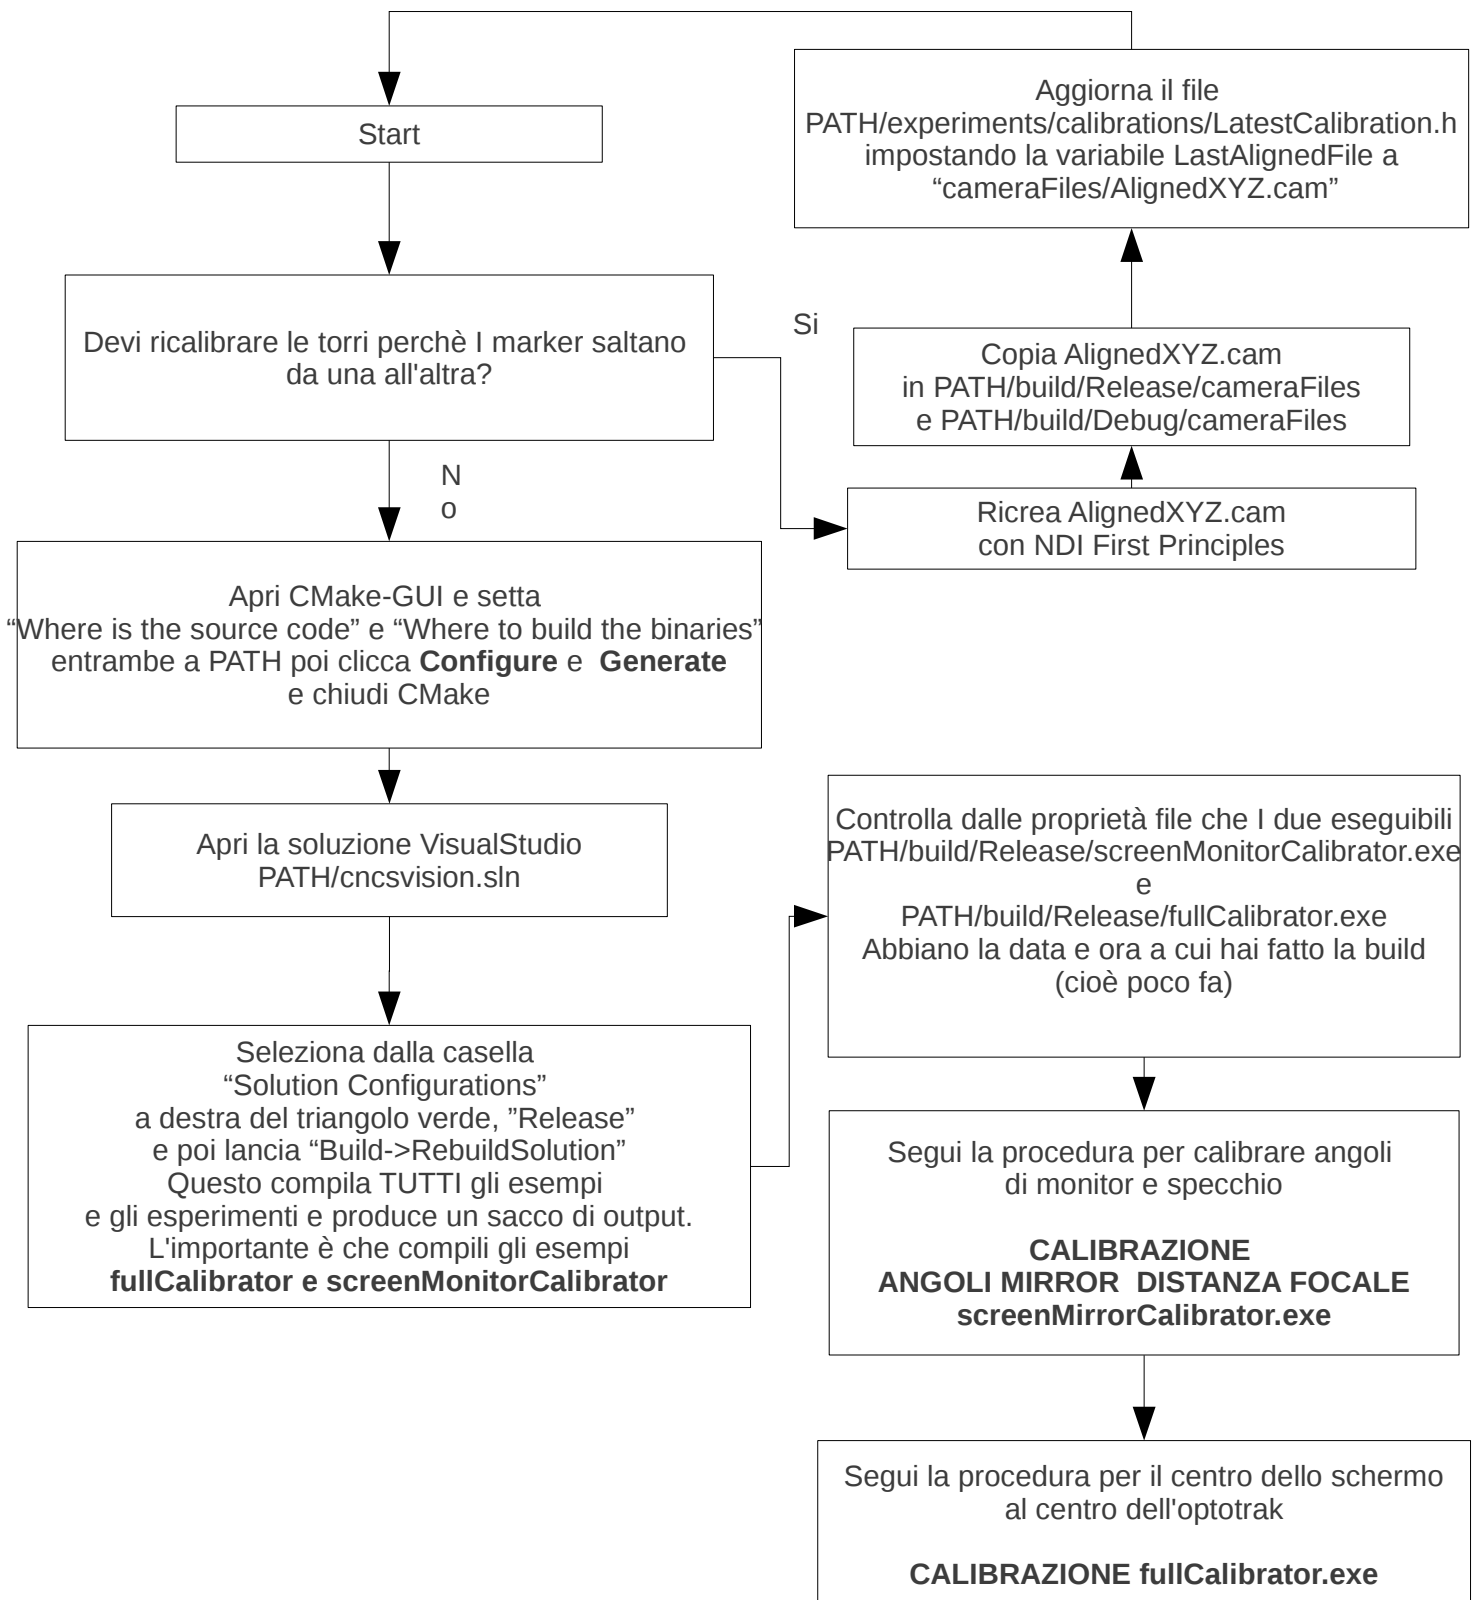 Start
Devi ricalibrare le torri perchè I marker saltano
da una all'altra?
Si
Ricrea AlignedXYZ.cam
con NDI First Principles
Copia AlignedXYZ.cam
in PATH/build/Release/cameraFiles
e PATH/build/Debug/cameraFiles
Aggiorna il file
PATH/experiments/calibrations/LatestCalibration.h
impostando la variabile LastAlignedFile a
“cameraFiles/AlignedXYZ.cam”
N
o
Apri CMake-GUI e setta
“Where is the source code” e “Where to build the binaries”
entrambe a PATH poi clicca Configure e Generate
e chiudi CMake
Apri la soluzione VisualStudio
PATH/cncsvision.sln
Seleziona dalla casella
“Solution Configurations”
a destra del triangolo verde, ”Release”
e poi lancia “Build->RebuildSolution”
Questo compila TUTTI gli esempi
e gli esperimenti e produce un sacco di output.
L'importante è che compili gli esempi
fullCalibrator e screenMonitorCalibrator
Controlla dalle proprietà file che I due eseguibili
PATH/build/Release/screenMonitorCalibrator.exe
e
PATH/build/Release/fullCalibrator.exe
Abbiano la data e ora a cui hai fatto la build
(cioè poco fa)
Segui la procedura per calibrare angoli
di monitor e specchio
CALIBRAZIONE
ANGOLI MIRROR DISTANZA FOCALE
screenMirrorCalibrator.exe
Segui la procedura per il centro dello schermo
al centro dell'optotrak
CALIBRAZIONE fullCalibrator.exe